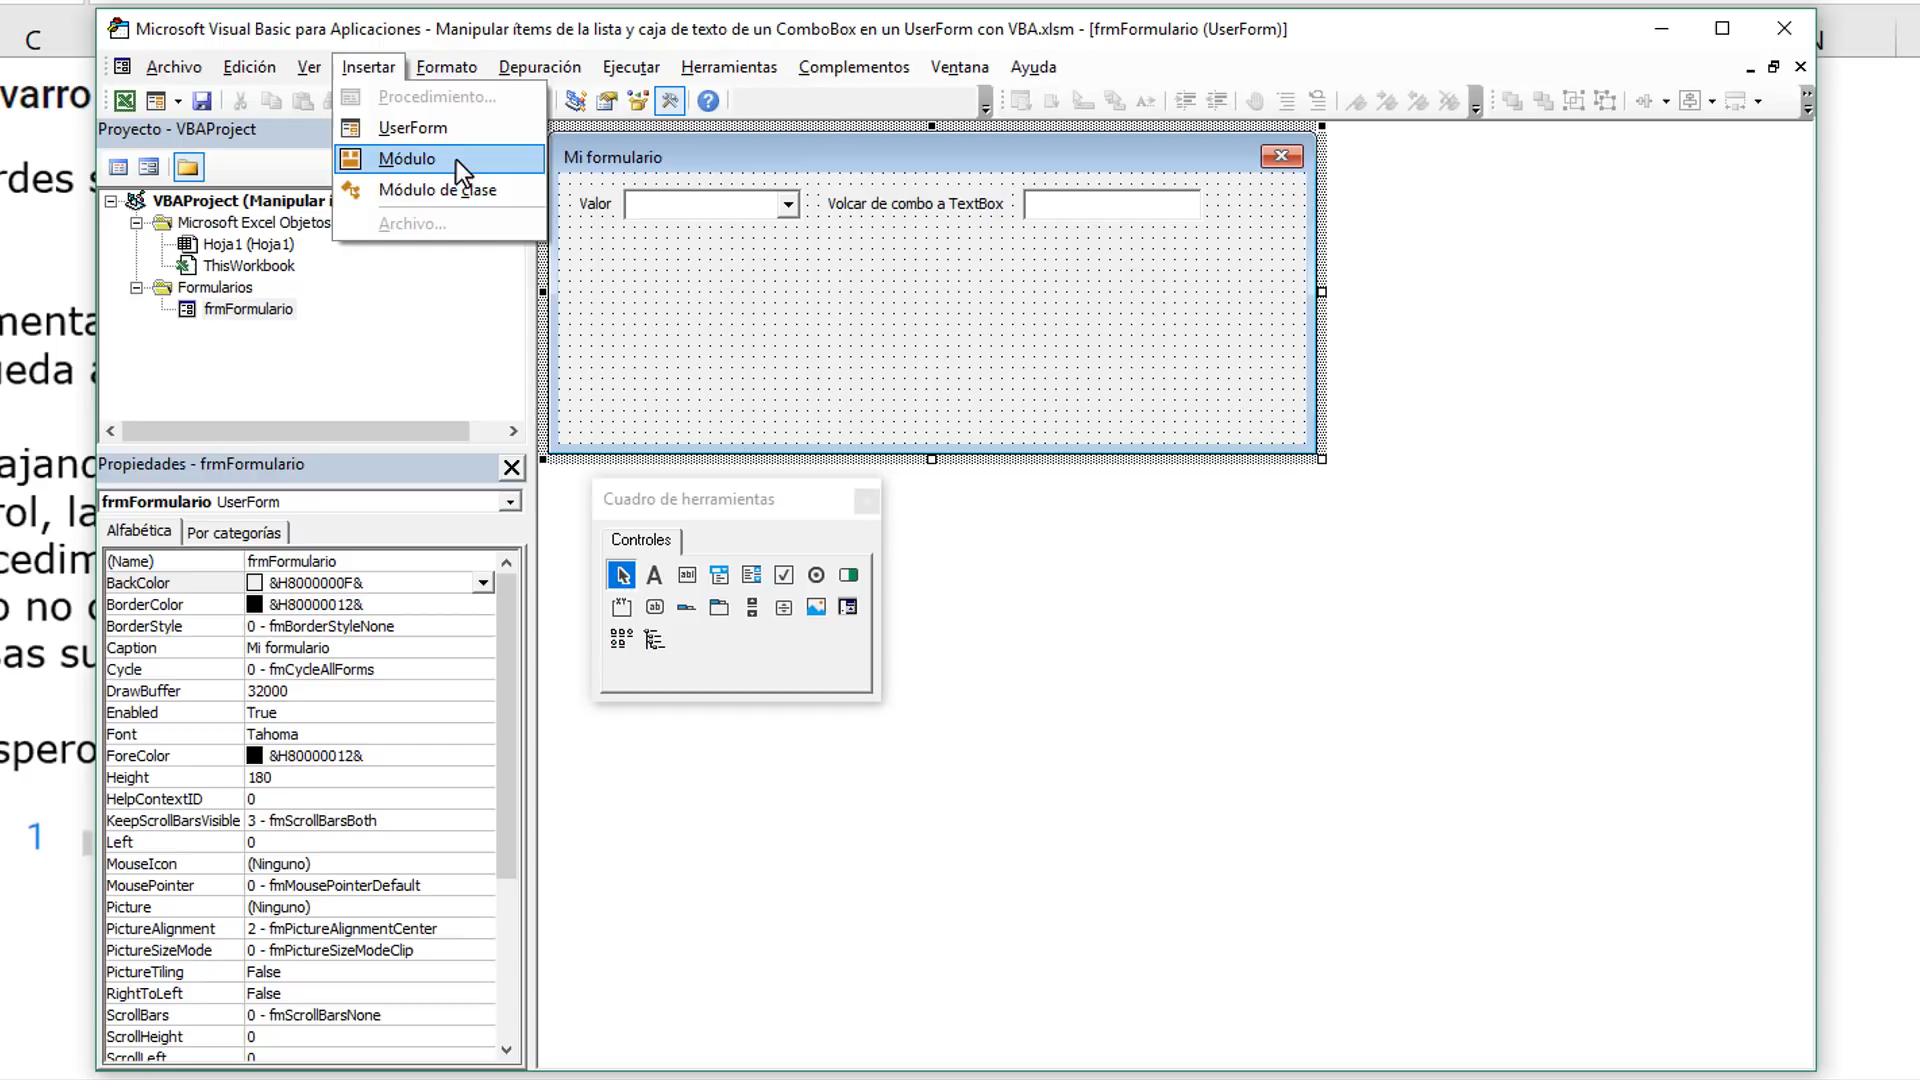 C
varro
rdes s
menta
ueda a
ajand
rol, la
cedim
o no c
sas su
spero
1
N
Microsoft Visual Basic para Aplicaciones - Manipular ítems de la lista y caja de texto de un ComboBox en un UserForm con VBA.xlsm - [frmFormulario (UserForm)]
Archivo Edición Ver Insertar Formato Depuración Ejecutar Herramientas Complementos Ventana Ayuda
Procedimiento...
UserForm
Módulo
Módulo de clase
Archivo...
Proyecto - VBAProject
VBAProject (Manipular í
Microsoft Excel Objetos
Hoja1 (Hoja1)
ThisWorkbook
Formularios
frmFormulario
Mi formulario
Valor Volcar de combo a TextBox
Propiedades - frmFormulario
frmFormulario UserForm
Alfabética Por categorías
(Name) frmFormulario
BackColor &H8000000F&
BorderColor &H80000012&
BorderStyle 0 - fmBorderStyleNone
Caption Mi formulario
Cycle 0 - fmCycleAllForms
DrawBuffer 32000
Enabled True
Font Tahoma
ForeColor &H80000012&
Height 180
HelpContextID 0
KeepScrollBarsVisible 3 - fmScrollBarsBoth
Left 0
MouseIcon (Ninguno)
MousePointer 0 - fmMousePointerDefault
Picture (Ninguno)
PictureAlignment 2 - fmPictureAlignmentCenter
PictureSizeMode 0 - fmPictureSizeModeClip
PictureTiling False
RightToLeft False
ScrollBars 0 - fmScrollBarsNone
ScrollHeight 0
ScrollLeft 0
Cuadro de herramientas
Controles